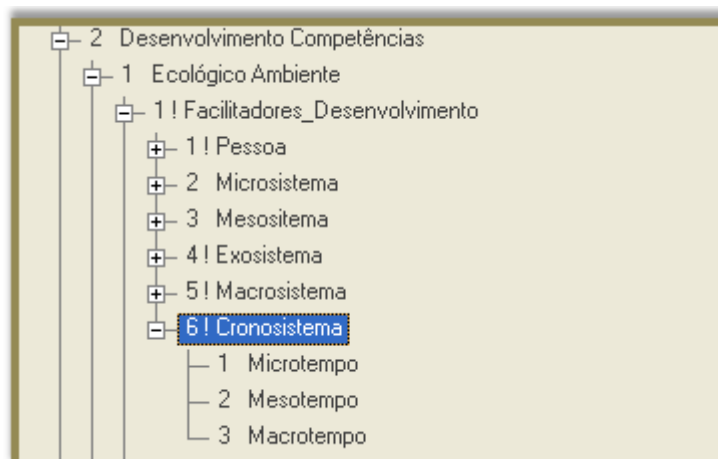 2 Desenvolvimento Competências
1 Ecológico Ambiente
1 ! Facilitadores_Desenvolvimento
1 ! Pessoa
2 Microsistema
3 Mesositema
4 ! Exosistema
5 ! Macrosistema
6 ! Cronosistema
1 Microtempo
2 Mesotempo
3 Macrotempo